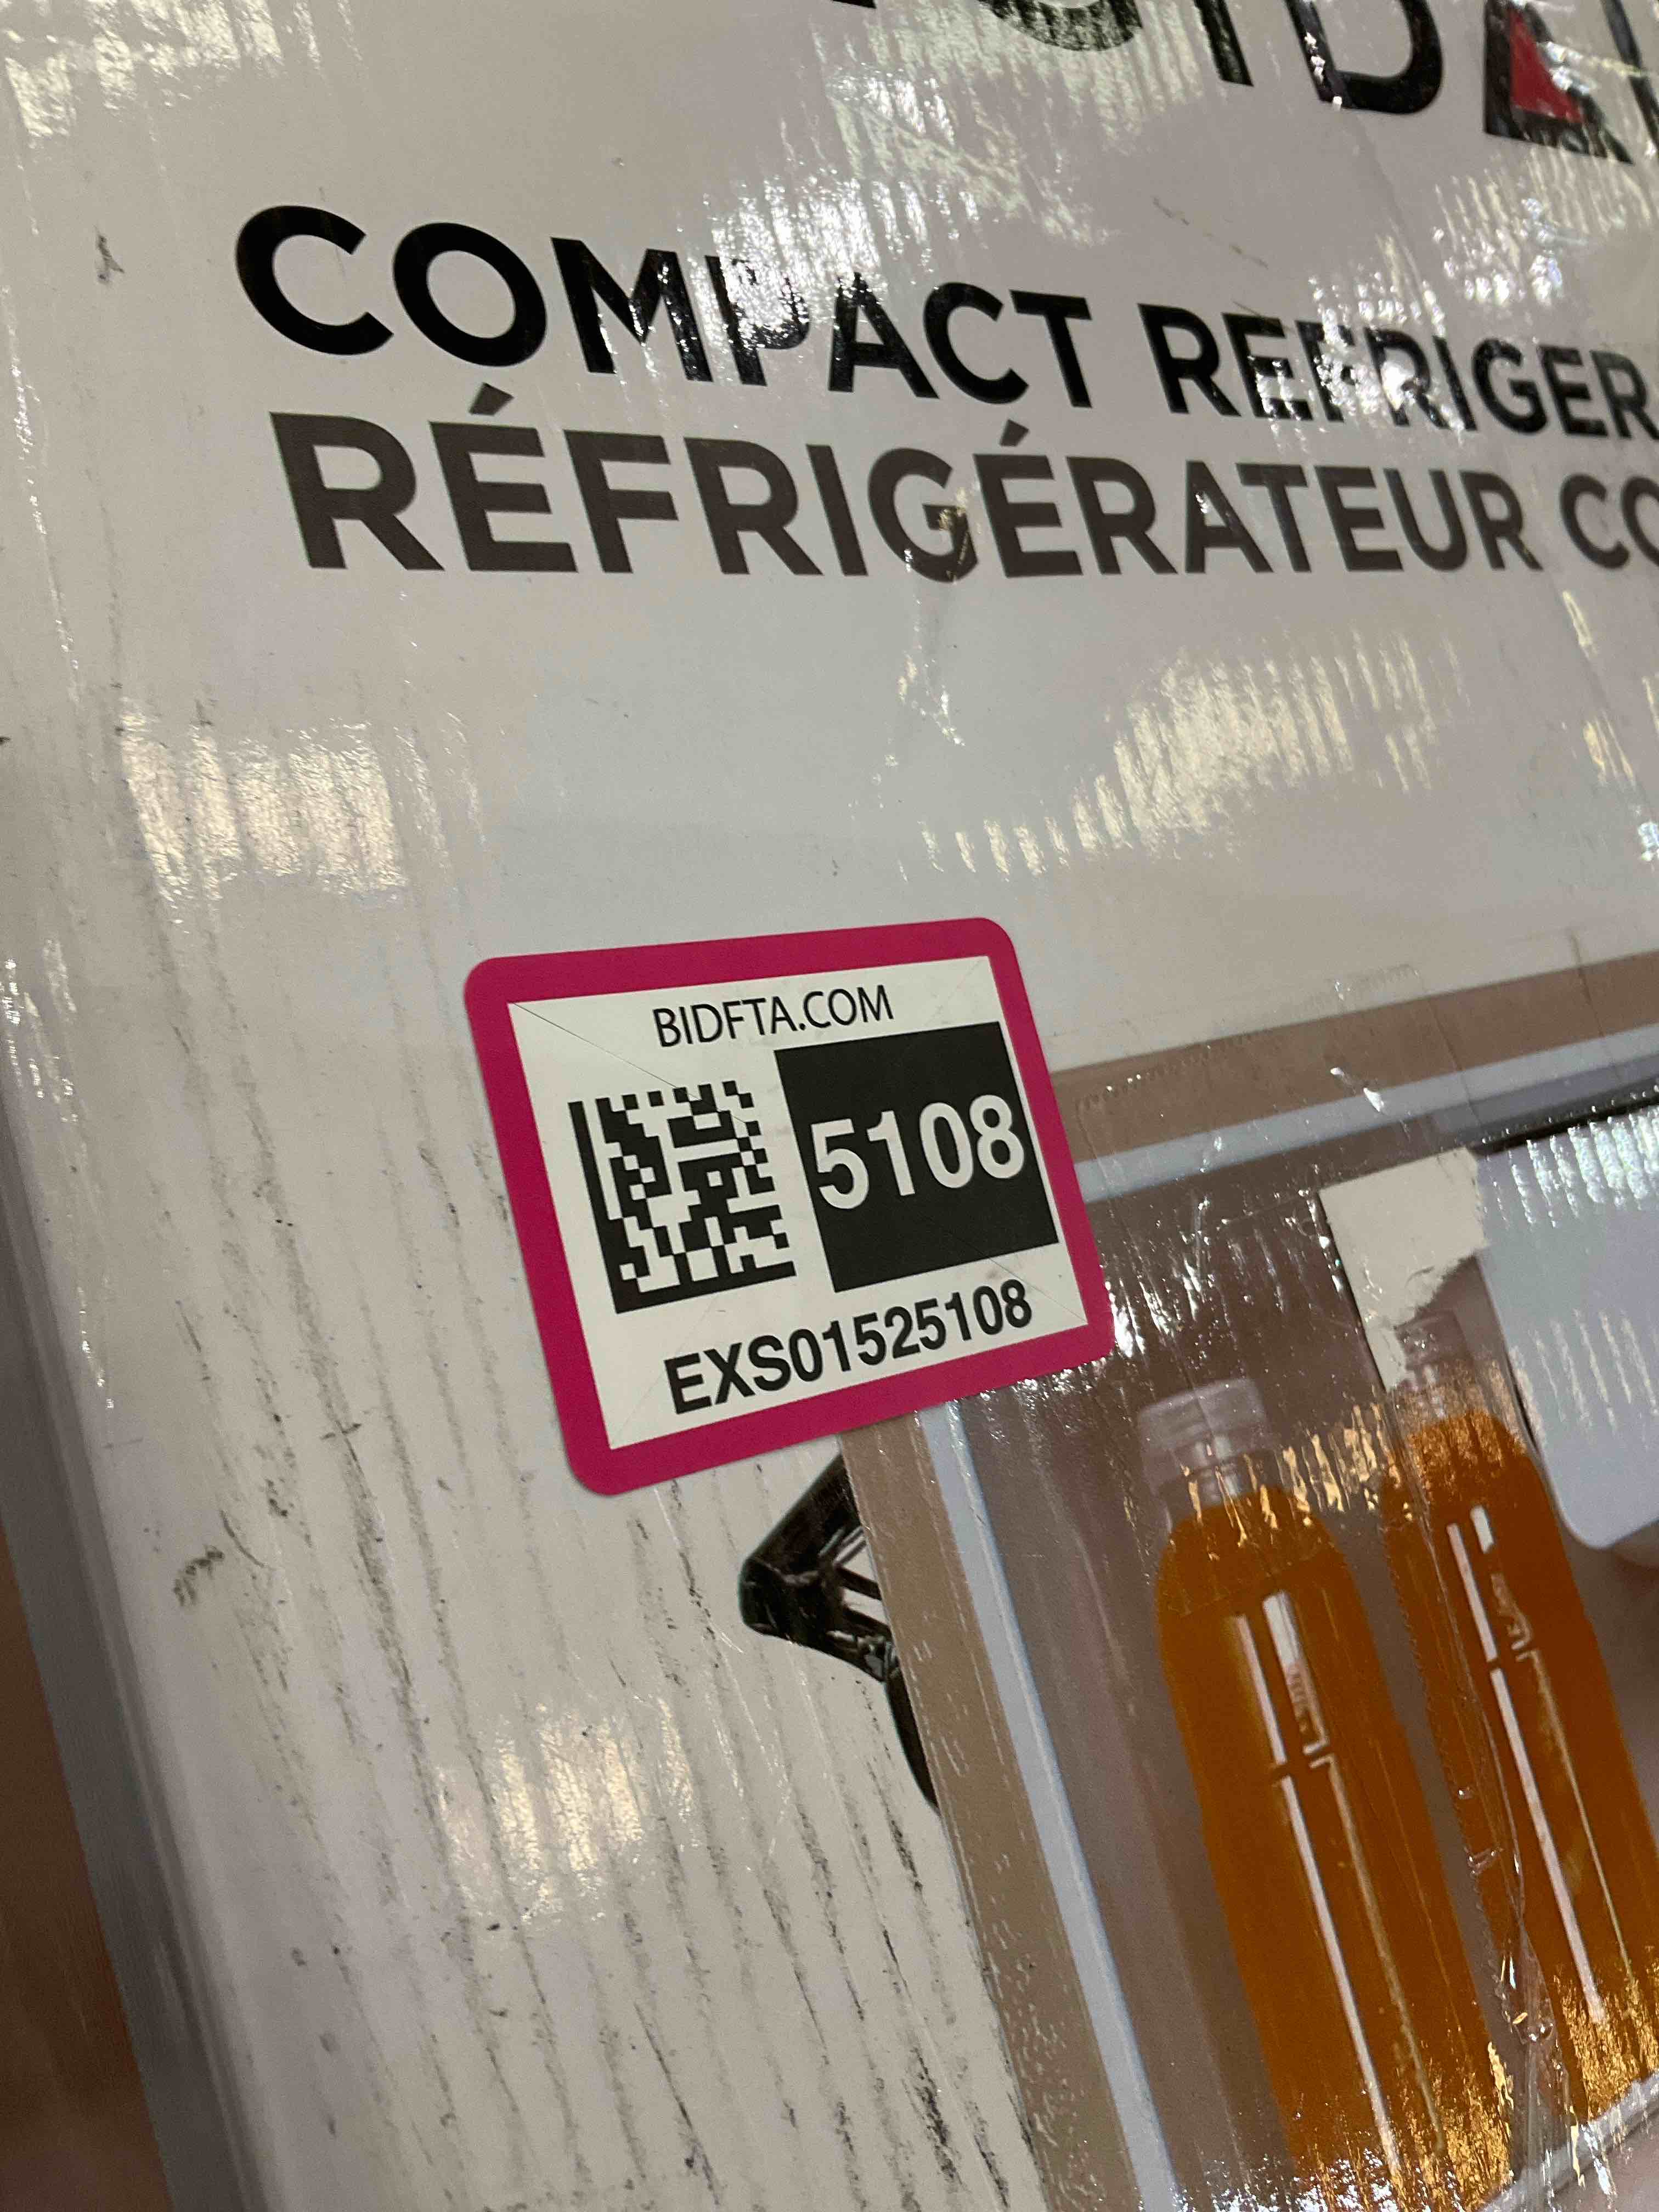 COMPACT REFRIGER
RÉFRIGÉRATEUR CO
BIDFTA.COM
5108
EXS01525108